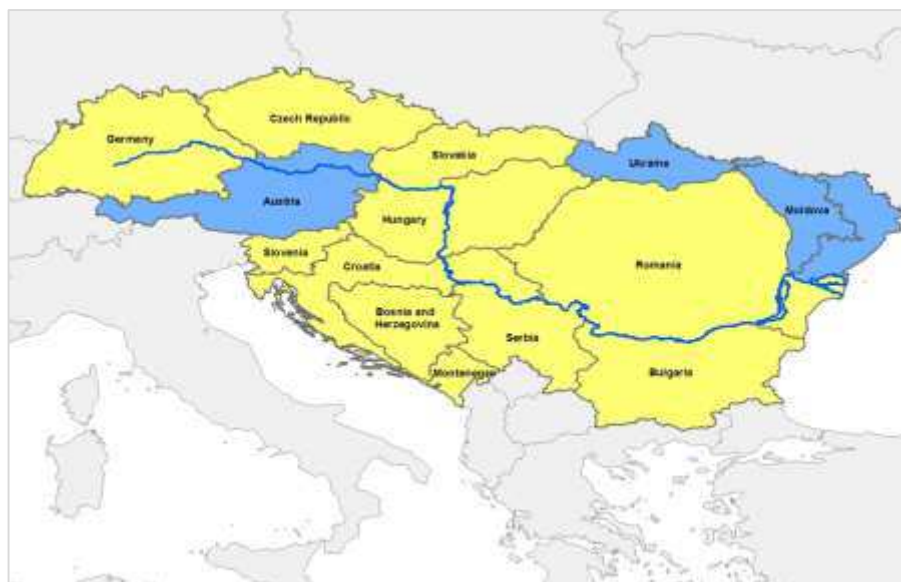 Czech Republic
Germany
Slovakia
Ukraine
Austria
Moldova
Hungary
Slovenia
Croatia
Romania
Bosnia and
Herzegovina
Serbia
Montenegro
Bulgaria